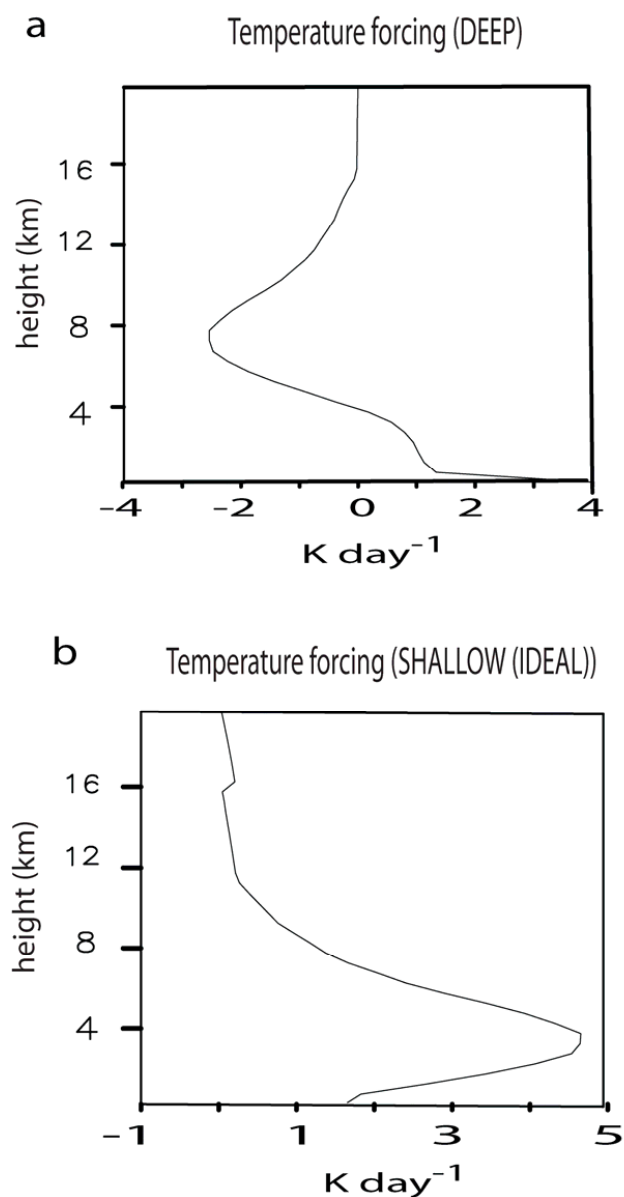 a
Temperature forcing (DEEP)
16
12
8
4
height (km)
-4 -2 0 2 4
K day⁻¹
b
Temperature forcing (SHALLOW (IDEAL))
16
12
8
4
height (km)
-1 1 3 5
K day⁻¹